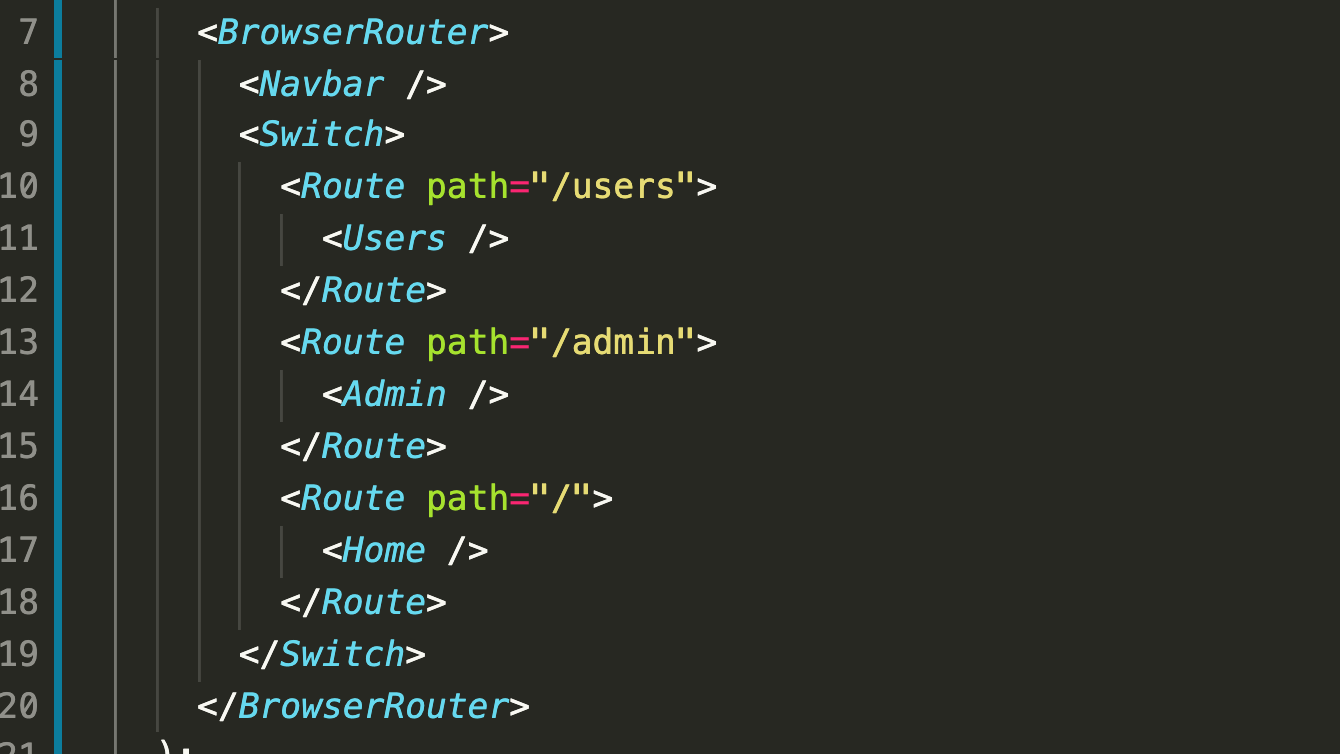 7 <BrowserRouter>
8 <Navbar />
9 <Switch>
10 <Route path="/users">
11 <Users />
12 </Route>
13 <Route path="/admin">
14 <Admin />
15 </Route>
16 <Route path="/">
17 <Home />
18 </Route>
19 </Switch>
20 </BrowserRouter>
21 );